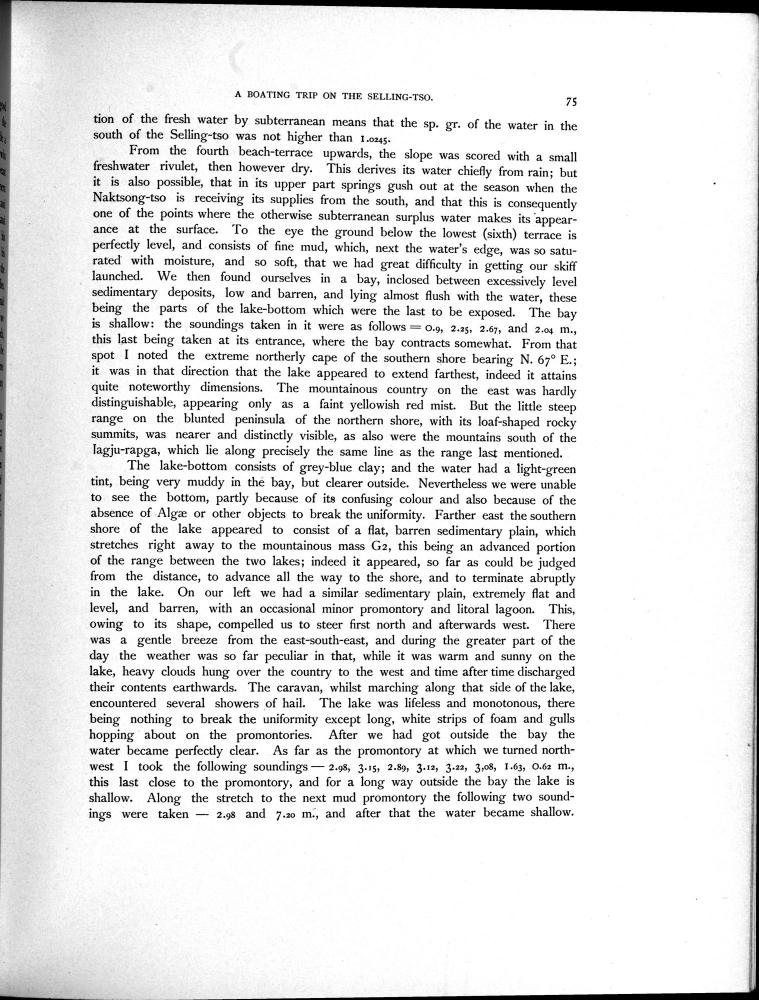 A BOATING TRIP ON THE SELLING-TSO.
75
tion of the fresh water by subterranean means that the sp. gr. of the water in the
south of the Selling-tso was not higher than 1.0245.
From the fourth beach-terrace upwards, the slope was scored with a small
freshwater rivulet, then however dry. This derives its water chiefly from rain; but
it is also possible, that in its upper part springs gush out at the season when the
Naktsong-tso is receiving its supplies from the south, and that this is consequently
one of the points where the otherwise subterranean surplus water makes its appear-
ance at the surface. To the eye the ground below the lowest (sixth) terrace is
perfectly level, and consists of fine mud, which, next the water's edge, was so satu-
rated with moisture, and so soft, that we had great difficulty in getting our skiff
launched. We then found ourselves in a bay, inclosed between excessively level
sedimentary deposits, low and barren, and lying almost flush with the water, these
being the parts of the lake-bottom which were the last to be exposed. The bay
is shallow: the soundings taken in it were as follows = 0.9, 2.25, 2.67, and 2.04 m.,
this last being taken at its entrance, where the bay contracts somewhat. From that
spot I noted the extreme northerly cape of the southern shore bearing N. 67° E.;
it was in that direction that the lake appeared to extend farthest, indeed it attains
quite noteworthy dimensions. The mountainous country on the east was hardly
distinguishable, appearing only as a faint yellowish red mist. But the little steep
range on the blunted peninsula of the northern shore, with its loaf-shaped rocky
summits, was nearer and distinctly visible, as also were the mountains south of the
Jagju-rapga, which lie along precisely the same line as the range last mentioned.
The lake-bottom consists of grey-blue clay; and the water had a light-green
tint, being very muddy in the bay, but clearer outside. Nevertheless we were unable
to see the bottom, partly because of its confusing colour and also because of the
absence of Algæ or other objects to break the uniformity. Farther east the southern
shore of the lake appeared to consist of a flat, barren sedimentary plain, which
stretches right away to the mountainous mass G2, this being an advanced portion
of the range between the two lakes; indeed it appeared, so far as could be judged
from the distance, to advance all the way to the shore, and to terminate abruptly
in the lake. On our left we had a similar sedimentary plain, extremely flat and
level, and barren, with an occasional minor promontory and litoral lagoon. This,
owing to its shape, compelled us to steer first north and afterwards west. There
was a gentle breeze from the east-south-east, and during the greater part of the
day the weather was so far peculiar in that, while it was warm and sunny on the
lake, heavy clouds hung over the country to the west and time after time discharged
their contents earthwards. The caravan, whilst marching along that side of the lake,
encountered several showers of hail. The lake was lifeless and monotonous, there
being nothing to break the uniformity except long, white strips of foam and gulls
hopping about on the promontories. After we had got outside the bay the
water became perfectly clear. As far as the promontory at which we turned north-
west I took the following soundings — 2.98, 3.15, 2.89, 3.12, 3.22, 3,08, 1.63, 0.62 m.,
this last close to the promontory, and for a long way outside the bay the lake is
shallow. Along the stretch to the next mud promontory the following two sound-
ings were taken — 2.98 and 7.20 m., and after that the water became shallow.